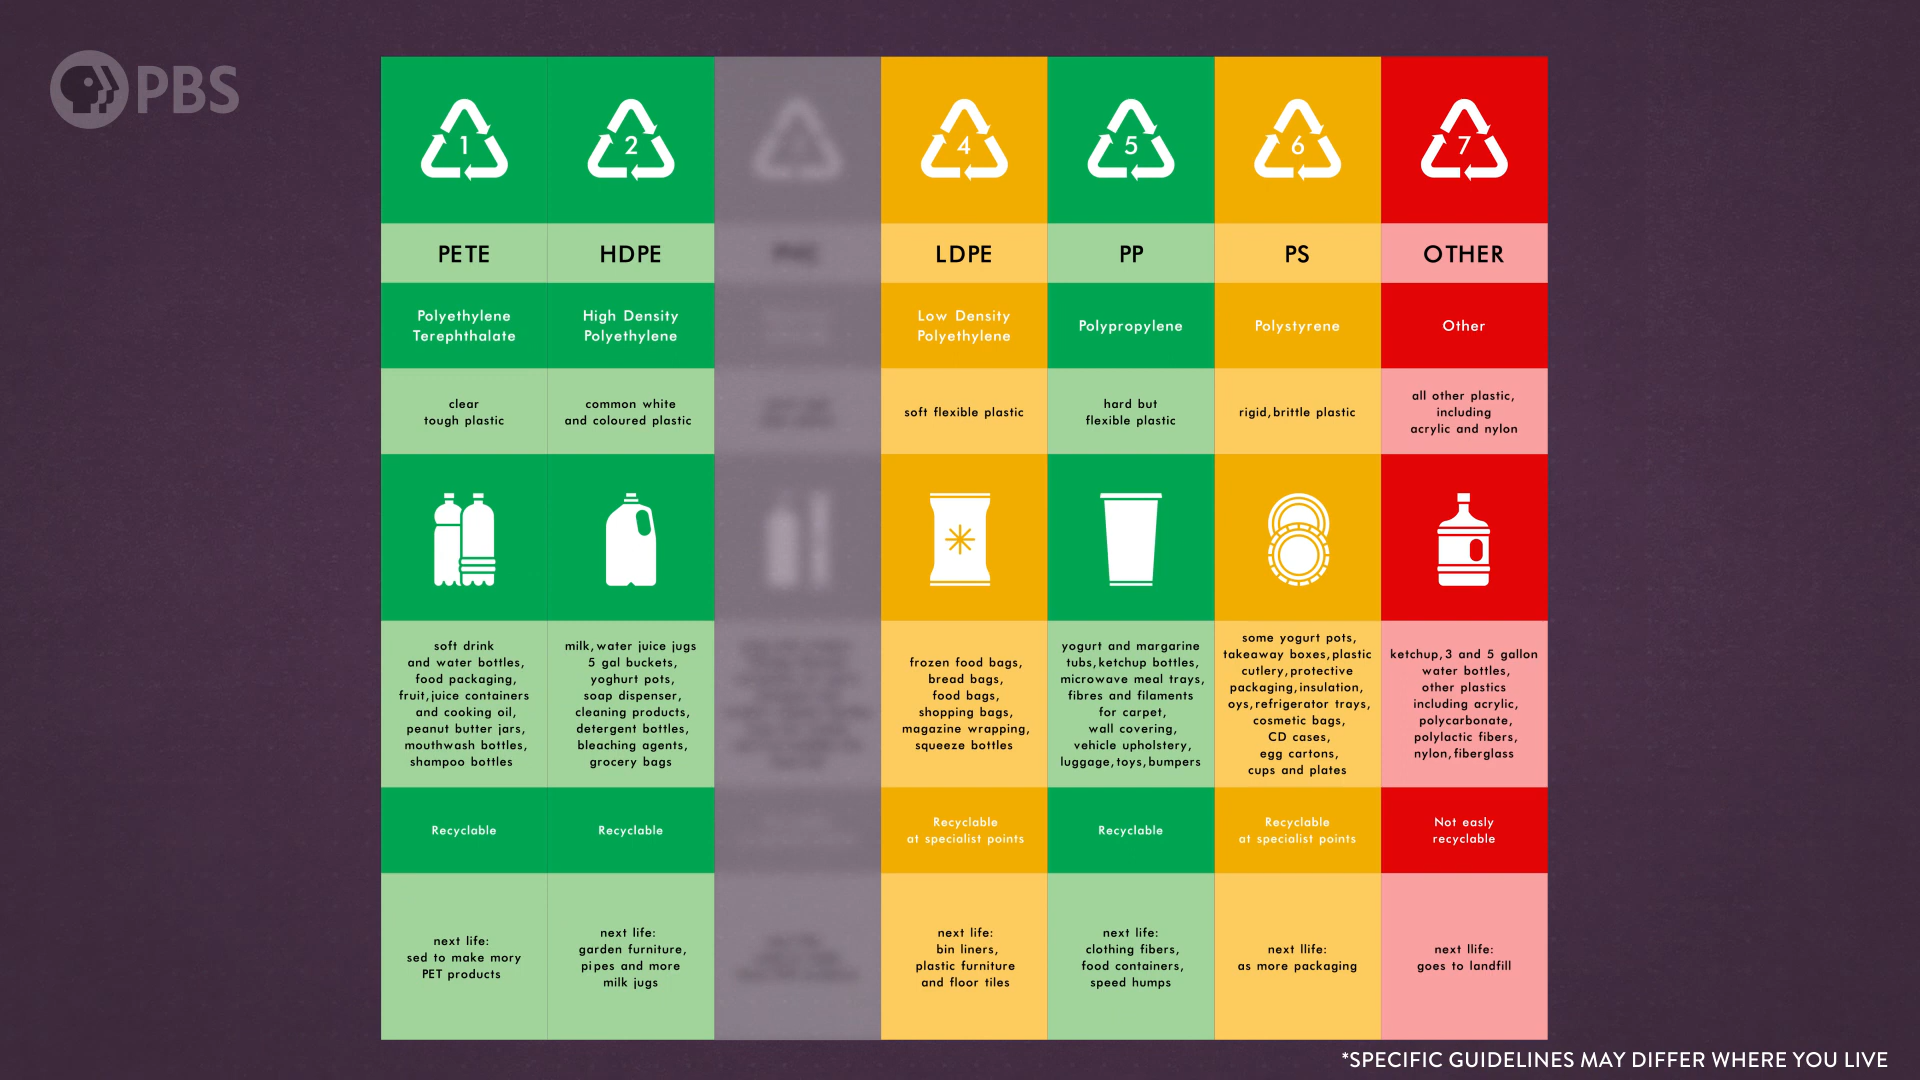 PBS
1
2
4
5
6
7
PETE
HDPE
LDPE
PP
PS
OTHER
Polyethylene
Terephthalate
High Density
Polyethylene
Low Density
Polyethylene
Polypropylene
Polystyrene
Other
clear
tough plastic
common white
and coloured plastic
soft flexible plastic
hard but
flexible plastic
rigid,brittle plastic
all other plastic,
including
acrylic and nylon
soft drink
and water bottles,
food packaging,
fruit,juice containers
and cooking oil,
peanut butter jars,
mouthwash bottles,
shampoo bottles
milk,water juice jugs
5 gal buckets,
yoghurt pots,
soap dispenser,
cleaning products,
detergent bottles,
bleaching agents,
grocery bags
frozen food bags,
bread bags,
food bags,
shopping bags,
magazine wrapping,
squeeze bottles
yogurt and margarine
tubs,ketchup bottles,
microwave meal trays,
fibres and filaments
for carpet,
wall covering,
vehicle upholstery,
luggage,toys,bumpers
some yogurt pots,
takeaway boxes,plastic
cutlery,protective
packaging,insulation,
oys,refrigerator trays,
cosmetic bags,
CD cases,
egg cartons,
cups and plates
ketchup,3 and 5 gallon
water bottles,
other plastics
including acrylic,
polycarbonate,
polylactic fibers,
nylon,fiberglass
Recyclable
Recyclable
Recyclable
at specialist points
Recyclable
Recyclable
at specialist points
Not easly
recyclable
next life:
sed to make mory
PET products
next life:
garden furniture,
pipes and more
milk jugs
next life:
bin liners,
plastic furniture
and floor tiles
next life:
clothing fibers,
food containers,
speed humps
next llife:
as more packaging
next llife:
goes to landfill
*SPECIFIC GUIDELINES MAY DIFFER WHERE YOU LIVE